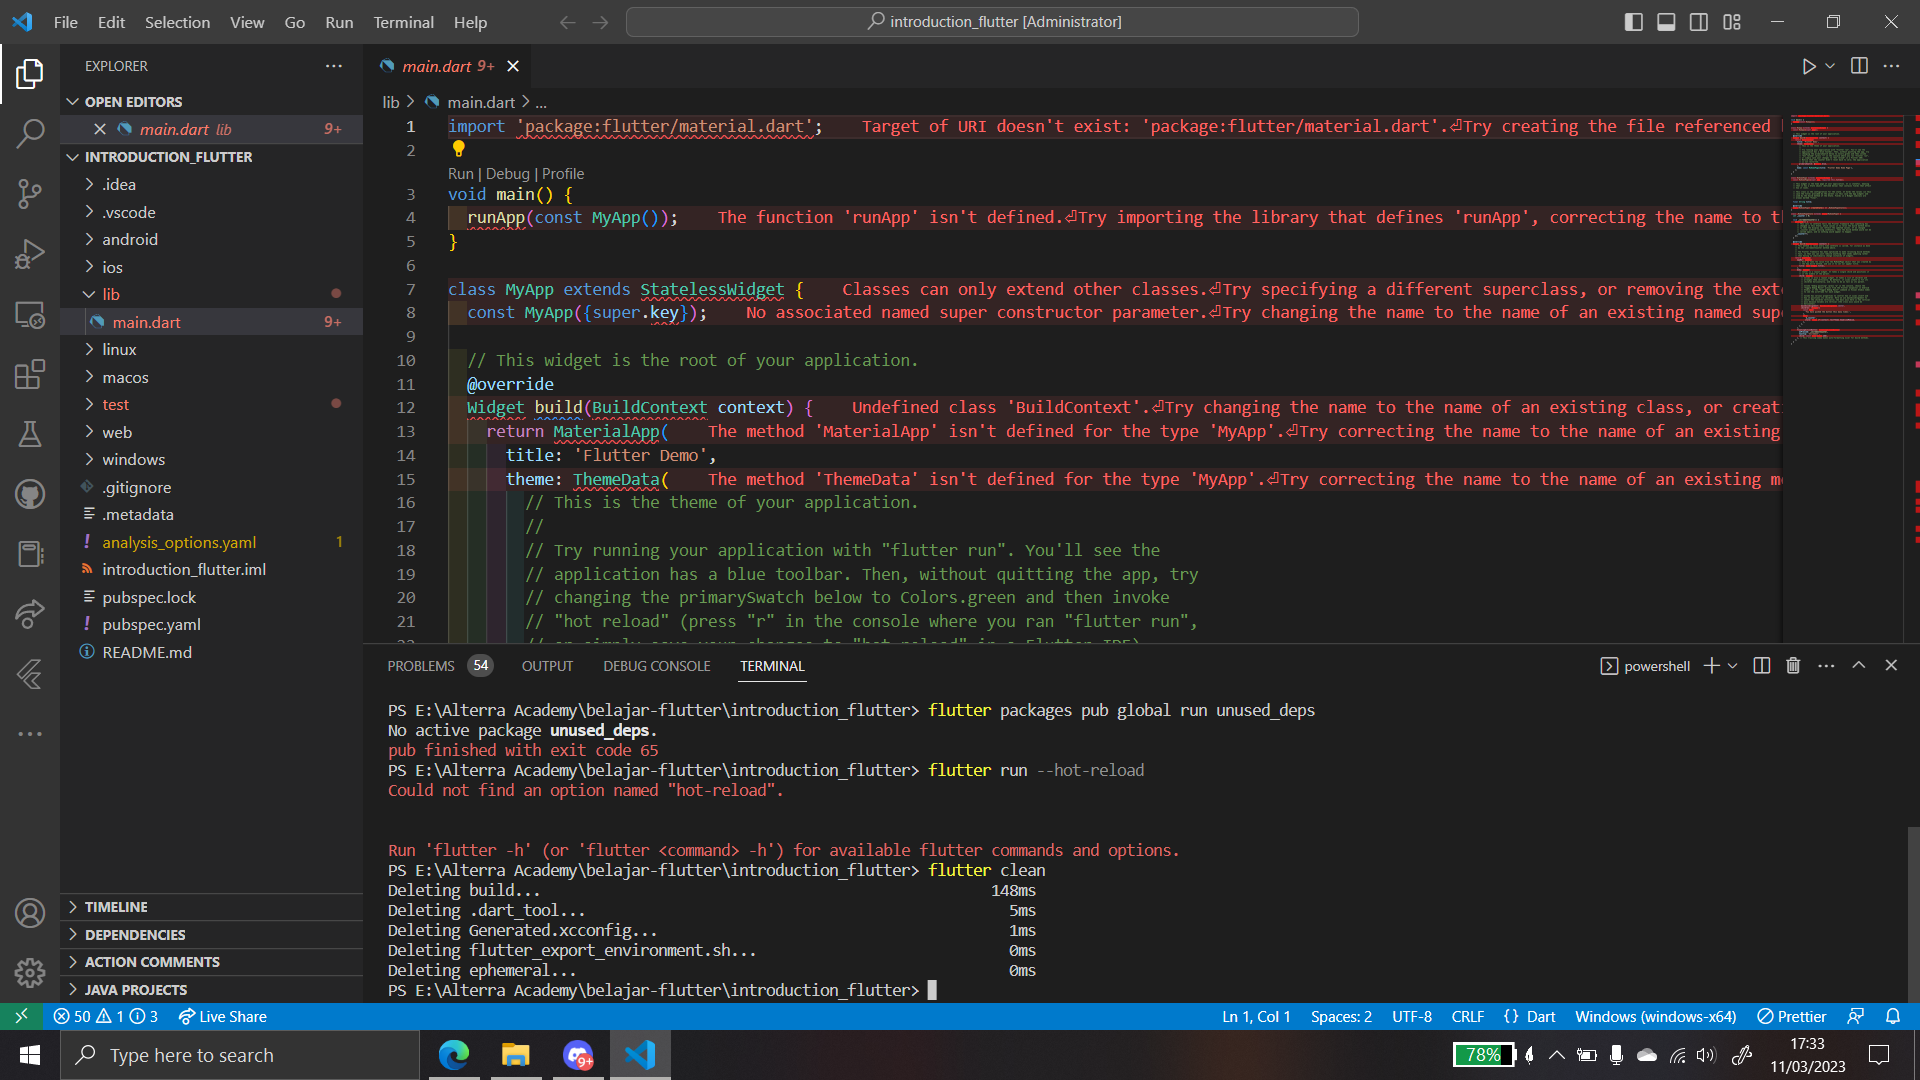 File Edit Selection View Go Run Terminal Help
introduction_flutter [Administrator]
EXPLORER
OPEN EDITORS
main.dart lib 9+
INTRODUCTION_FLUTTER
.idea
.vscode
android
ios
lib
main.dart 9+
linux
macos
test
web
windows
.gitignore
.metadata
analysis_options.yaml 1
introduction_flutter.iml
pubspec.lock
pubspec.yaml
README.md
TIMELINE
DEPENDENCIES
ACTION COMMENTS
JAVA PROJECTS
main.dart 9+
lib > main.dart > ...
1 import 'package:flutter/material.dart'; Target of URI doesn't exist: 'package:flutter/material.dart'.⏎Try creating the file referenced
2
Run | Debug | Profile
3 void main() {
4 runApp(const MyApp()); The function 'runApp' isn't defined.⏎Try importing the library that defines 'runApp', correcting the name to t
5 }
6
7 class MyApp extends StatelessWidget { Classes can only extend other classes.⏎Try specifying a different superclass, or removing the exte
8 const MyApp({super.key}); No associated named super constructor parameter.⏎Try changing the name to the name of an existing named sup
9
10 // This widget is the root of your application.
11 @override
12 Widget build(BuildContext context) { Undefined class 'BuildContext'.⏎Try changing the name to the name of an existing class, or creat
13 return MaterialApp( The method 'MaterialApp' isn't defined for the type 'MyApp'.⏎Try correcting the name to the name of an existing
14 title: 'Flutter Demo',
15 theme: ThemeData( The method 'ThemeData' isn't defined for the type 'MyApp'.⏎Try correcting the name to the name of an existing me
16 // This is the theme of your application.
17 //
18 // Try running your application with "flutter run". You'll see the
19 // application has a blue toolbar. Then, without quitting the app, try
20 // changing the primarySwatch below to Colors.green and then invoke
21 // "hot reload" (press "r" in the console where you ran "flutter run",
PROBLEMS 54 OUTPUT DEBUG CONSOLE TERMINAL
powershell
PS E:\Alterra Academy\belajar-flutter\introduction_flutter> flutter packages pub global run unused_deps
No active package unused_deps.
pub finished with exit code 65
PS E:\Alterra Academy\belajar-flutter\introduction_flutter> flutter run --hot-reload
Could not find an option named "hot-reload".
Run 'flutter -h' (or 'flutter <command> -h') for available flutter commands and options.
PS E:\Alterra Academy\belajar-flutter\introduction_flutter> flutter clean
Deleting build... 148ms
Deleting .dart_tool... 5ms
Deleting Generated.xcconfig... 1ms
Deleting flutter_export_environment.sh... 0ms
Deleting ephemeral... 0ms
PS E:\Alterra Academy\belajar-flutter\introduction_flutter>
50 1 3 Live Share
Ln 1, Col 1 Spaces: 2 UTF-8 CRLF {} Dart Windows (windows-x64) Prettier
Type here to search
9+
78%
17:33
11/03/2023